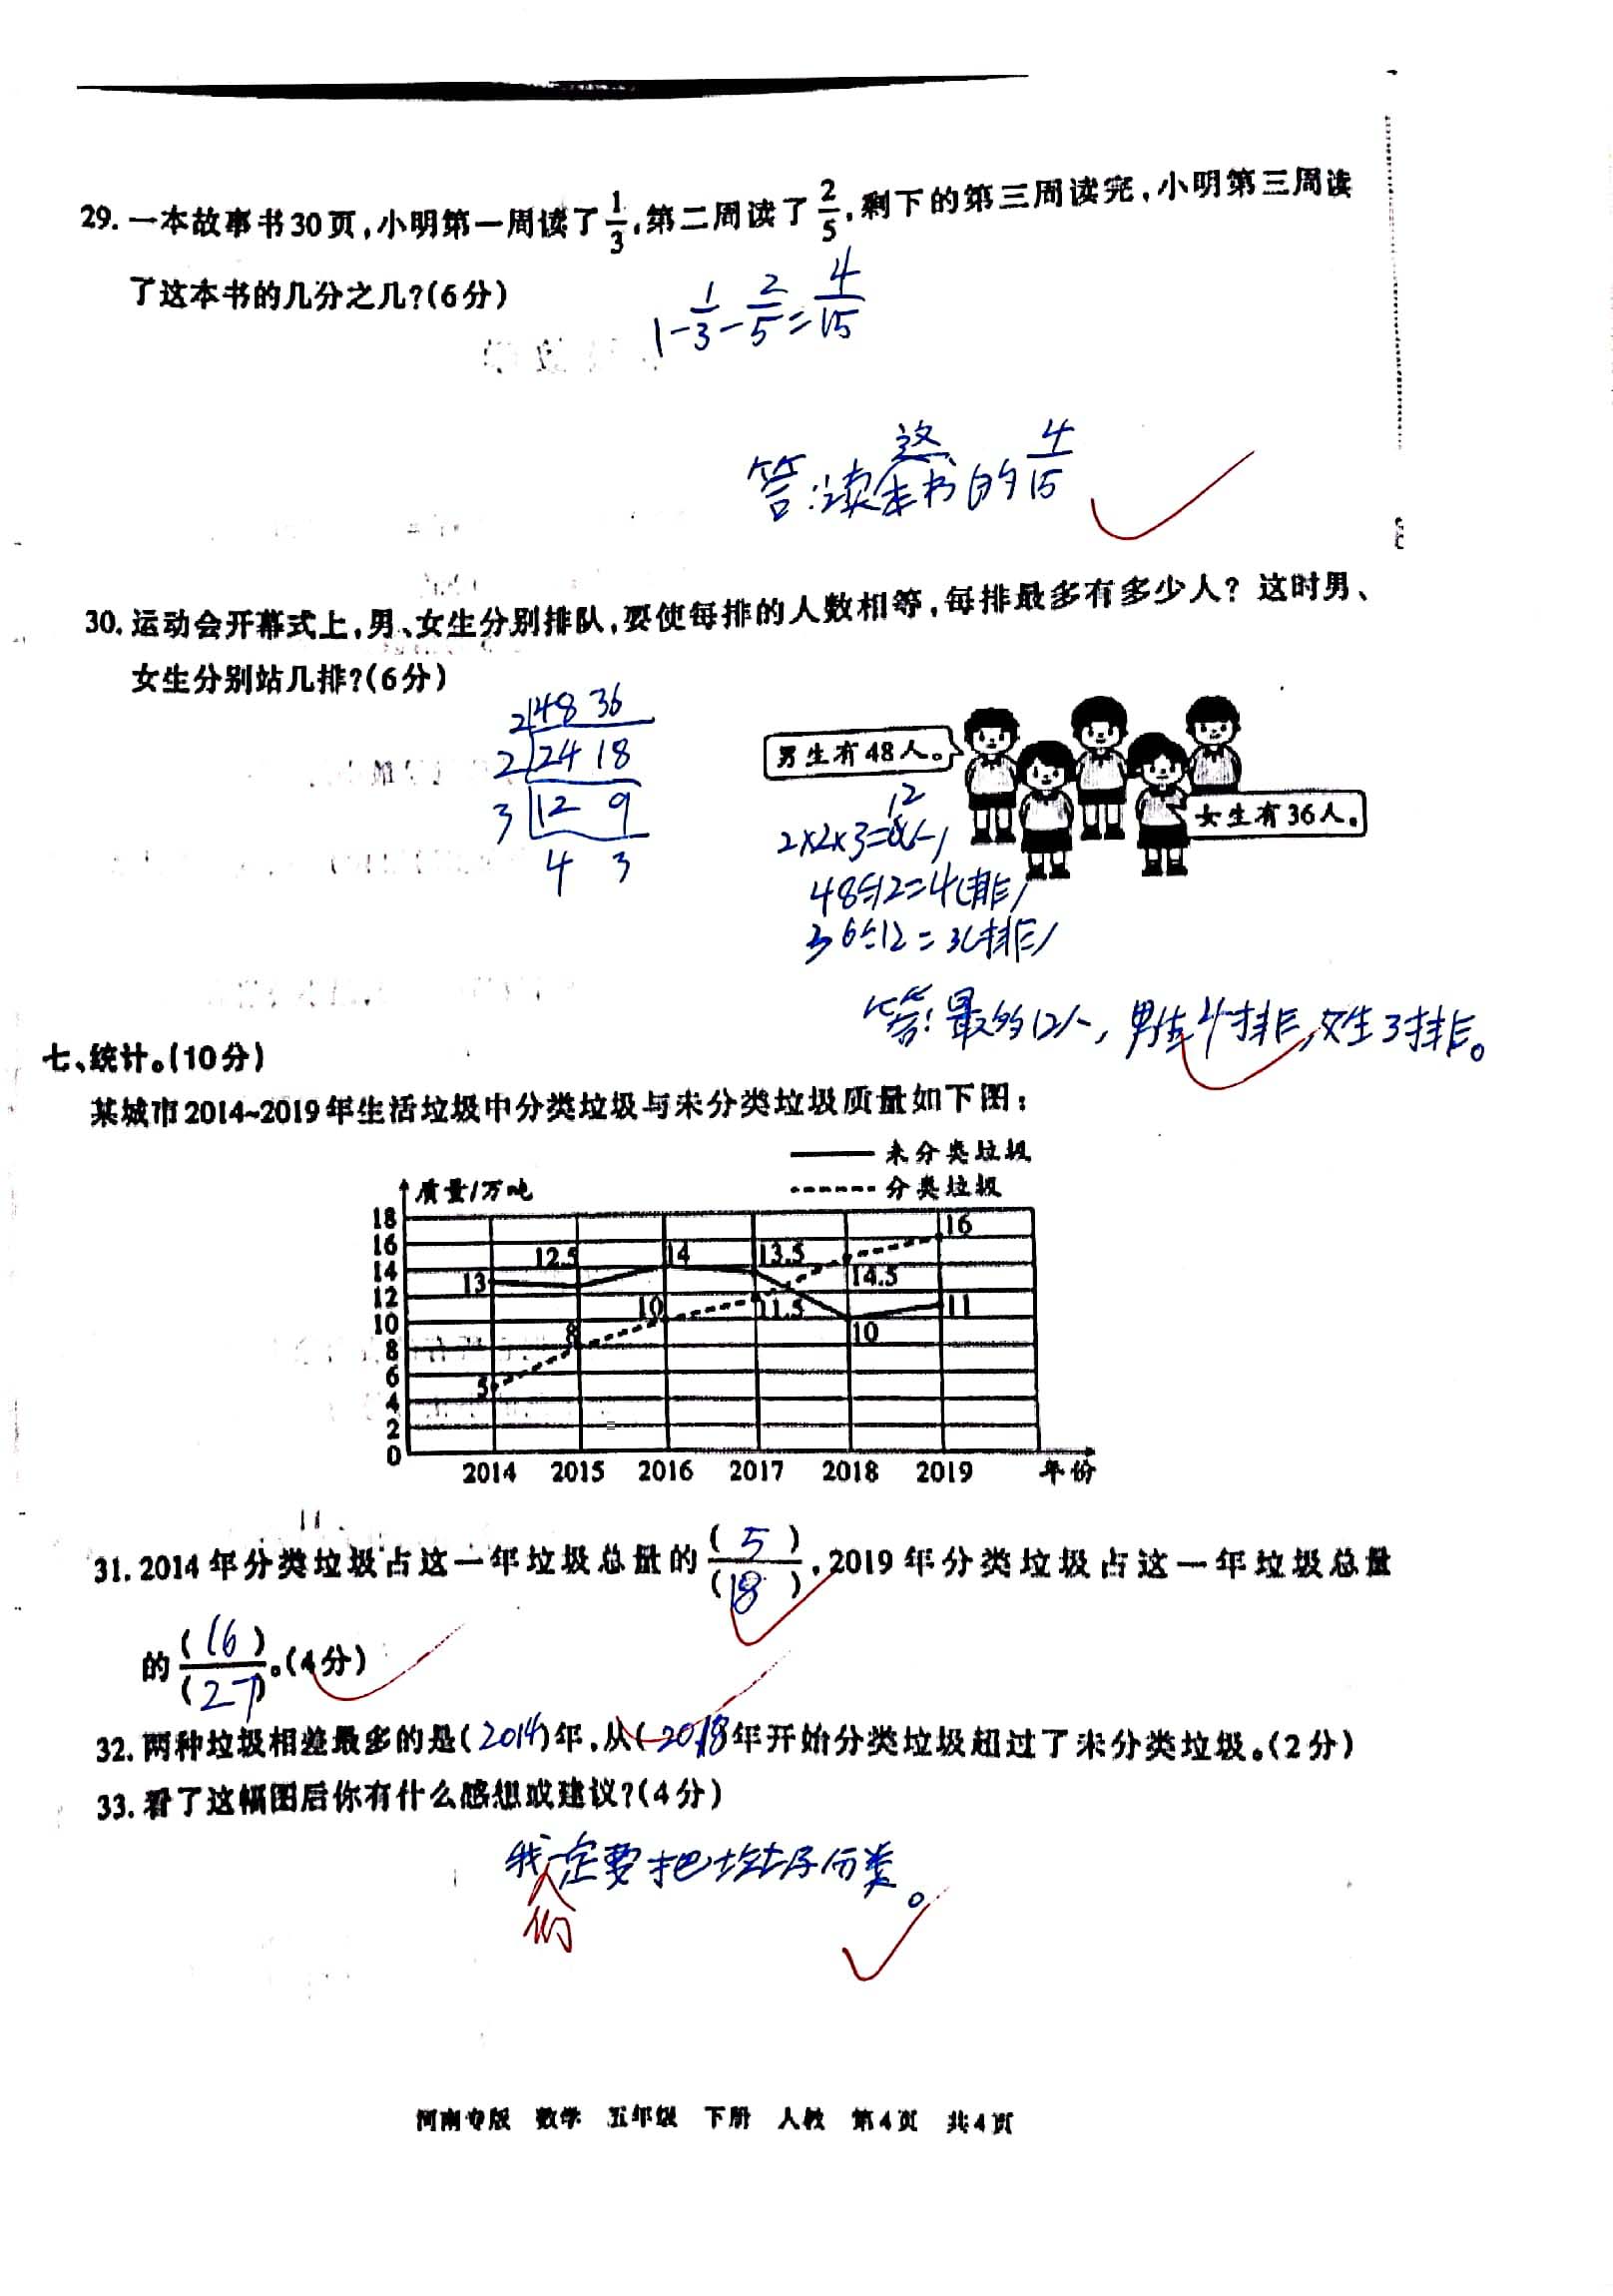 29.一本故事书30页,小明第一周读了1/3,第二周读了2/5,剩下的第三周读完,小明第三周读
了这本书的几分之几?(6分)
1-1/3-2/5=4/15
答:读这本书的4/15
30.运动会开幕式上,男、女生分别排队,要使每排的人数相等,每排最多有多少人? 这时男、
女生分别站几排?(6分)
2 48 36
2 24 18
3 12 9
4 3
男生有48人。
女生有36人。
2×2×3=12(人)
48÷12=4(排)
36÷12=3(排)
答:最多12人,男生4排,女生3排。
七、统计。(10分)
某城市2014~2019年生活垃圾中分类垃圾与未分类垃圾质量如下图:
未分类垃圾
分类垃圾
质量/万吨
18
16
14
12
10
8
6
4
2
0
13 12.5 14 13.5 10 11
5 8 10 11.5 14.5 16
2014 2015 2016 2017 2018 2019 年份
31.2014年分类垃圾占这一年垃圾总量的(5)/(18),2019年分类垃圾占这一年垃圾总量
的(16)/(27)。(4分)
32.两种垃圾相差最多的是(2014)年,从(2018)年开始分类垃圾超过了未分类垃圾。(2分)
33.看了这幅图后你有什么感想或建议?(4分)
我们一定要把垃圾分类。
河南专版 数学 五年级 下册 人教 第4页 共4页